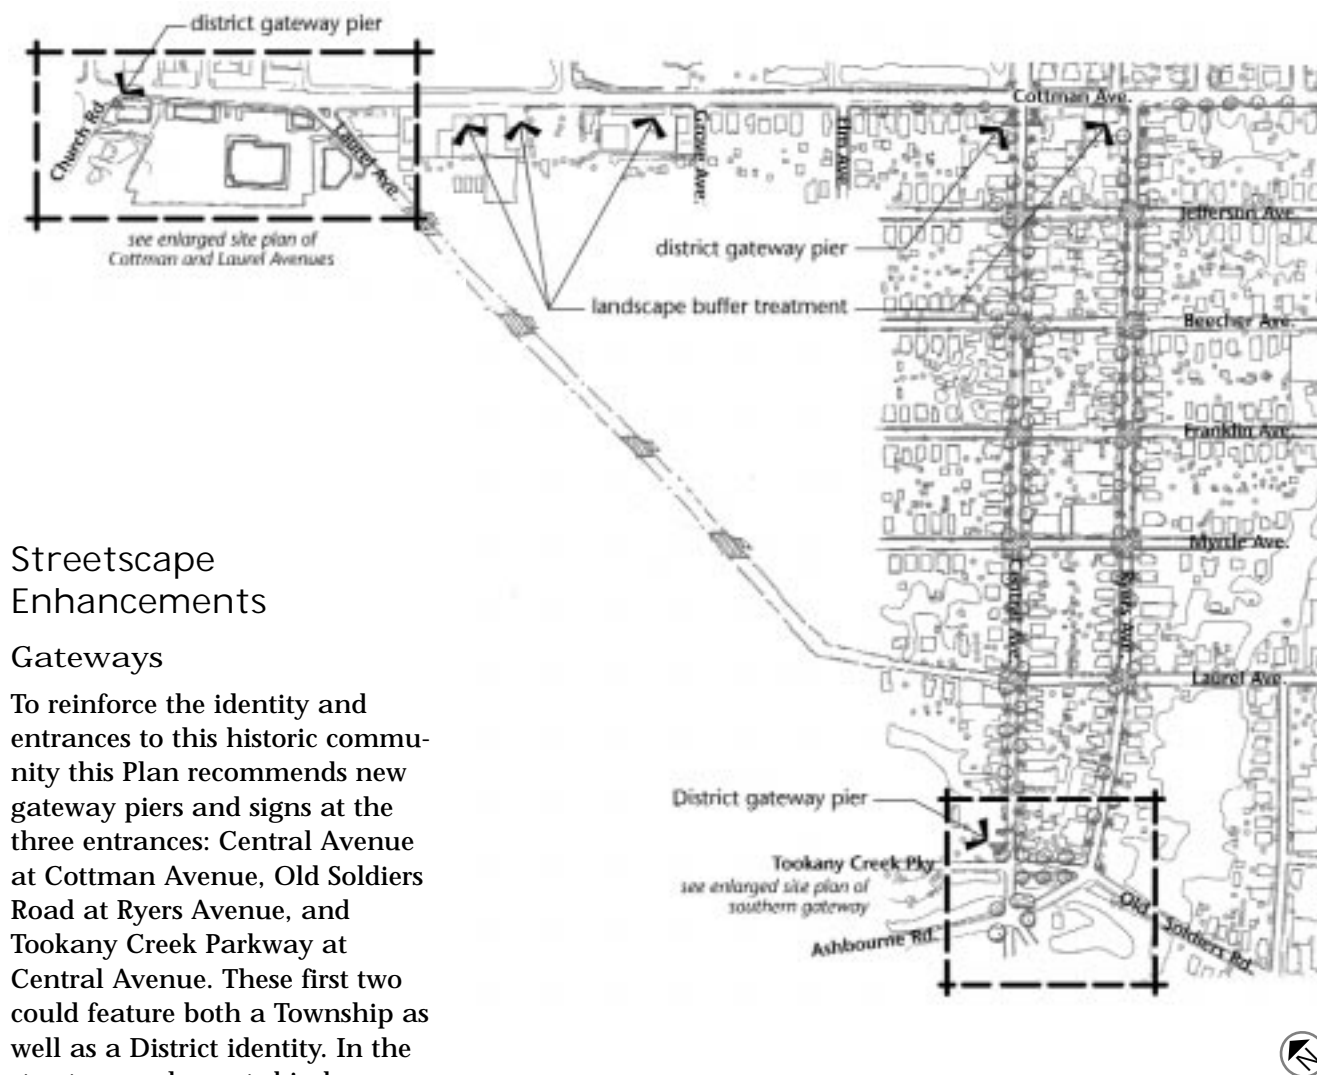 district gateway pier
Church Rd.
Laurel Ave.
Grove Ave.
Elm Ave.
Cottman Ave.
Jefferson Ave.
see enlarged site plan of
Cottman and Laurel Avenues
district gateway pier
landscape buffer treatment
Beecher Ave.
Franklin Ave.
Myrtle Ave.
Central Ave.
Ryers Ave.
Laurel Ave.
District gateway pier
Tookany Creek Pky
see enlarged site plan of
southern gateway
Ashbourne Rd.
Old Soldiers Rd.
N
Streetscape
Enhancements
Gateways
To reinforce the identity and
entrances to this historic commu-
nity this Plan recommends new
gateway piers and signs at the
three entrances: Central Avenue
at Cottman Avenue, Old Soldiers
Road at Ryers Avenue, and
Tookany Creek Parkway at
Central Avenue. These first two
could feature both a Township as
well as a District identity. In the